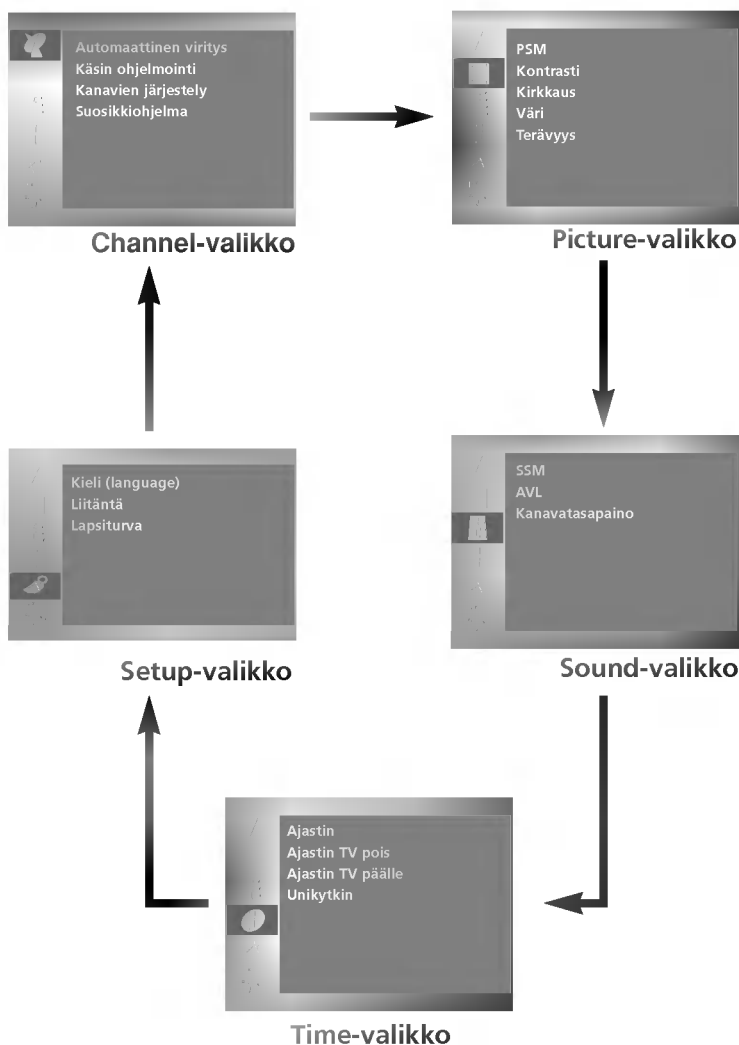 Automaattinen viritys
Käsin ohjelmointi
Kanavien järjestely
Suosikkiohjelma
Channel-valikko
PSM
Kontrasti
Kirkkaus
Väri
Terävyys
Picture-valikko
SSM
AVL
Kanavatasapaino
Sound-valikko
Ajastin
Ajastin TV pois
Ajastin TV päälle
Unikytkin
Time-valikko
Kieli (language)
Liitäntä
Lapsiturva
Setup-valikko